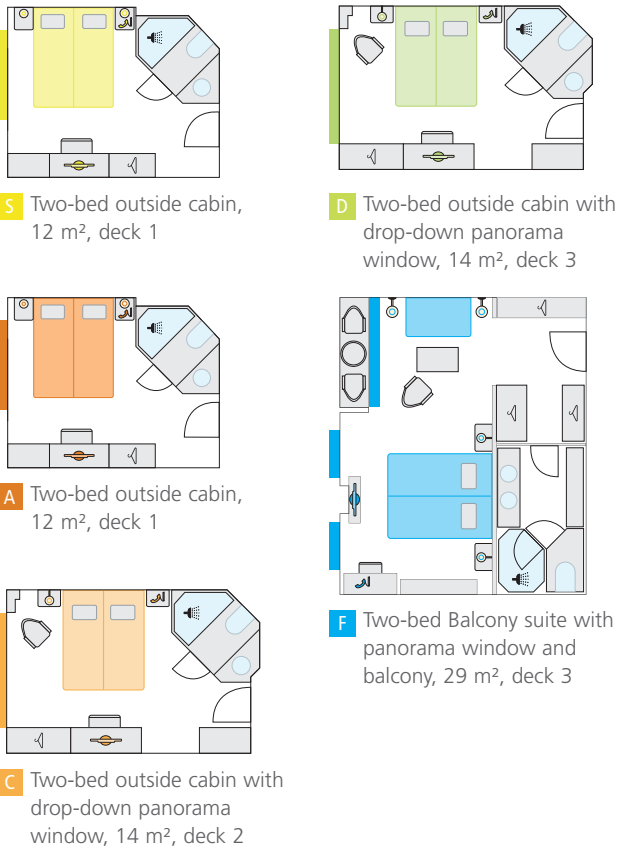 S Two-bed outside cabin,
12 m², deck 1
A Two-bed outside cabin,
12 m², deck 1
C Two-bed outside cabin with
drop-down panorama
window, 14 m², deck 2
D Two-bed outside cabin with
drop-down panorama
window, 14 m², deck 3
F Two-bed Balcony suite with
panorama window and
balcony, 29 m², deck 3